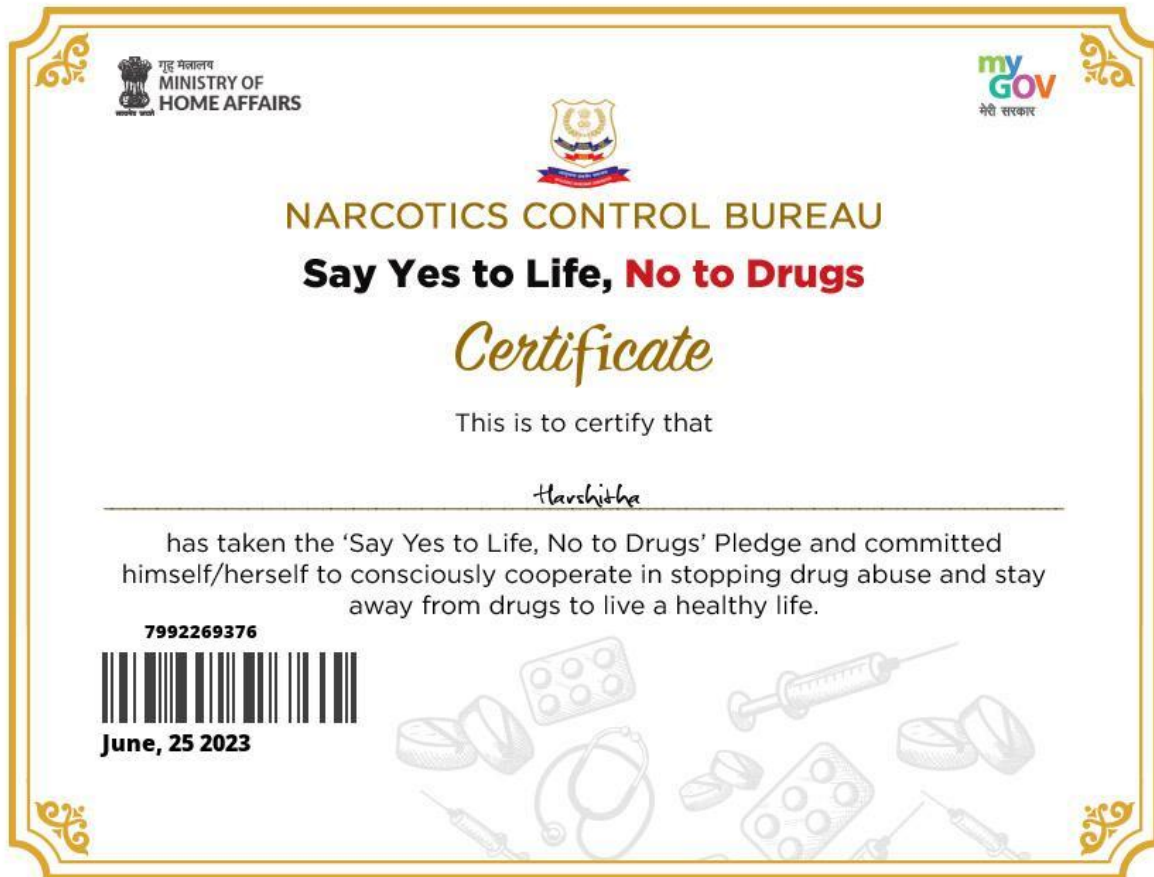 गृह मंत्रालय
MINISTRY OF
HOME AFFAIRS
सत्यमेव जयते
my
GOV
मेरी सरकार
NARCOTICS CONTROL BUREAU
Say Yes to Life, No to Drugs
Certificate
This is to certify that
Harshitha
has taken the ‘Say Yes to Life, No to Drugs’ Pledge and committed
himself/herself to consciously cooperate in stopping drug abuse and stay
away from drugs to live a healthy life.
7992269376
June, 25 2023